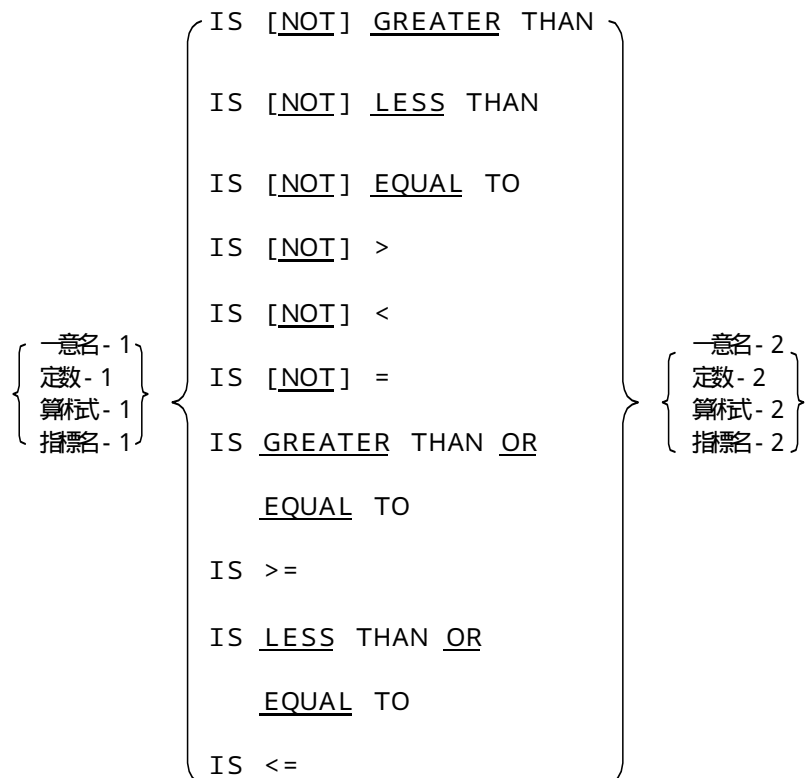 IS [NOT] GREATER THAN
IS [NOT] LESS THAN
IS [NOT] EQUAL TO
IS [NOT] >
IS [NOT] <
一意名-1
定数-1
算術式-1
指標名-1
IS [NOT] =
IS GREATER THAN OR
EQUAL TO
IS >=
IS LESS THAN OR
EQUAL TO
IS <=
一意名-2
定数-2
算術式-2
指標名-2